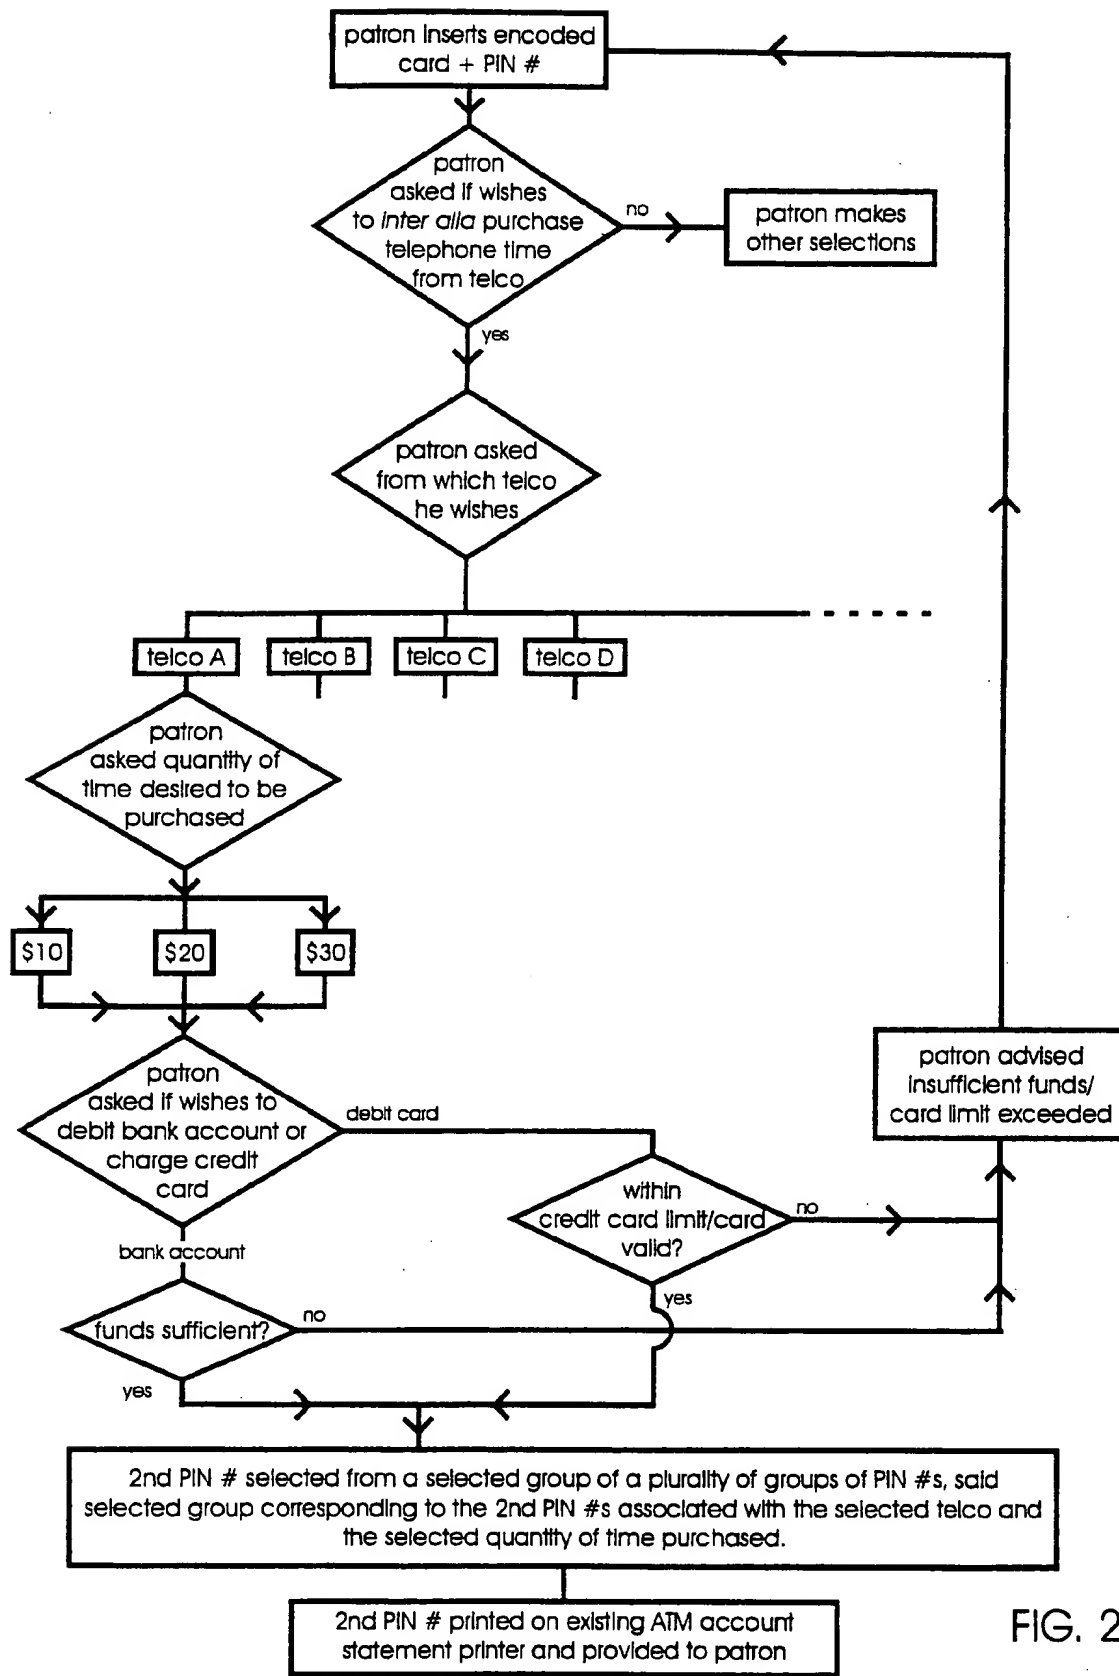 patron inserts encoded
card + PIN #
patron
asked if wishes
to inter alia purchase
telephone time
from telco
no
patron makes
other selections
yes
patron asked
from which telco
he wishes
telco A
telco B
telco C
telco D
patron
asked quantity of
time desired to be
purchased
$10
$20
$30
patron
asked if wishes to
debit bank account or
charge credit
card
debit card
patron advised
insufficient funds/
card limit exceeded
within
credit card limit/card
valid?
no
bank account
yes
funds sufficient?
no
yes
2nd PIN # selected from a selected group of a plurality of groups of PIN #s, said
selected group corresponding to the 2nd PIN #s associated with the selected telco and
the selected quantity of time purchased.
2nd PIN # printed on existing ATM account
statement printer and provided to patron
FIG. 2